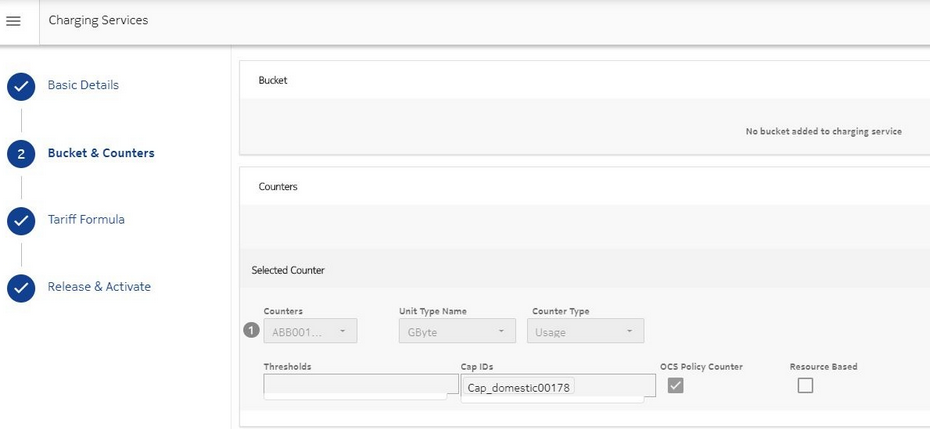 Charging Services
Basic Details
2 Bucket & Counters
Tariff Formula
Release & Activate
Bucket
No bucket added to charging service
Counters
Selected Counter
Counters Unit Type Name Counter Type
1 ABB001... GByte Usage
Thresholds Cap IDs OCS Policy Counter Resource Based
Cap_domestic00178